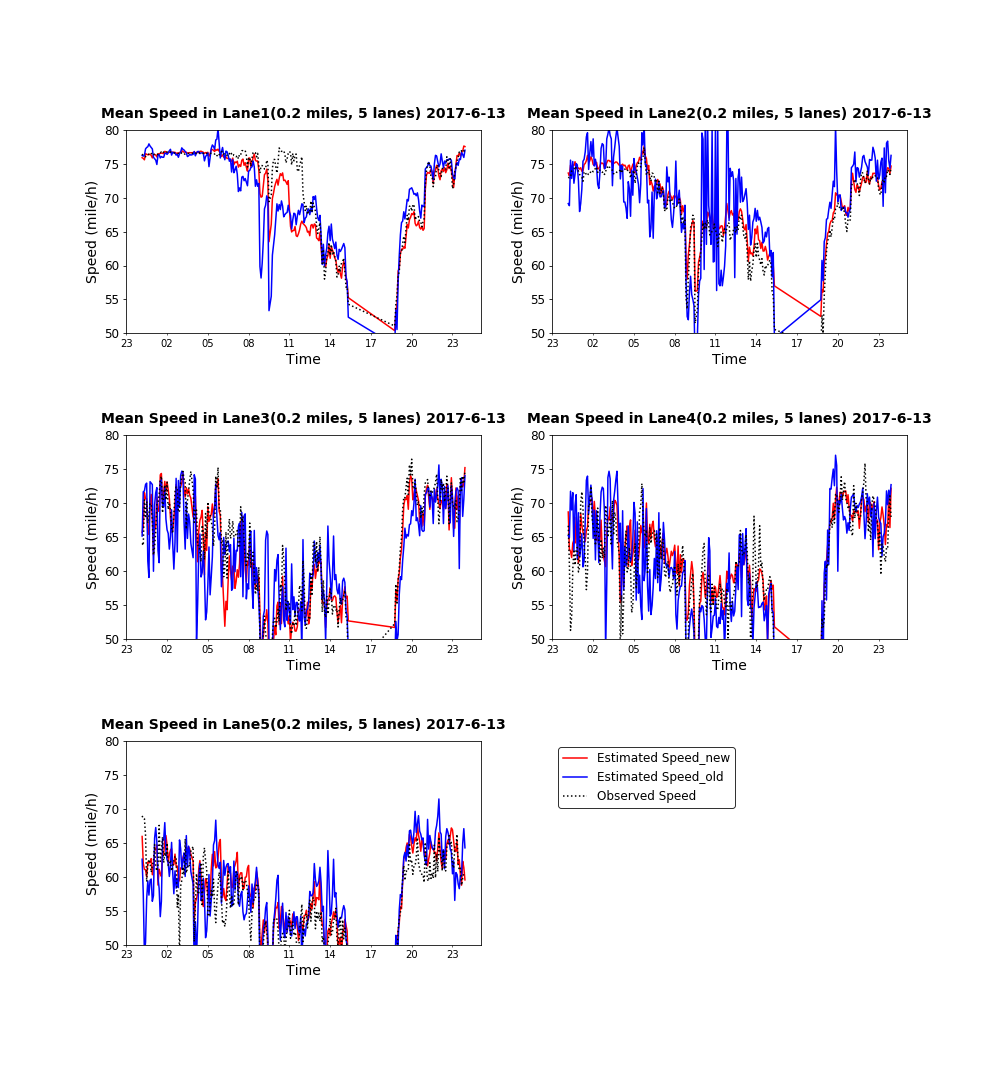 Mean Speed in Lane1(0.2 miles, 5 lanes) 2017-6-13
80
75
70
65
60
55
50
Speed (mile/h)
23 02 05 08 11 14 17 20 23
Time
Mean Speed in Lane2(0.2 miles, 5 lanes) 2017-6-13
80
75
70
65
60
55
50
Speed (mile/h)
23 02 05 08 11 14 17 20 23
Time
Mean Speed in Lane3(0.2 miles, 5 lanes) 2017-6-13
80
75
70
65
60
55
50
Speed (mile/h)
23 02 05 08 11 14 17 20 23
Time
Mean Speed in Lane4(0.2 miles, 5 lanes) 2017-6-13
80
75
70
65
60
55
50
Speed (mile/h)
23 02 05 08 11 14 17 20 23
Time
Mean Speed in Lane5(0.2 miles, 5 lanes) 2017-6-13
80
75
70
65
60
55
50
Speed (mile/h)
23 02 05 08 11 14 17 20 23
Time
Estimated Speed_new
Estimated Speed_old
Observed Speed